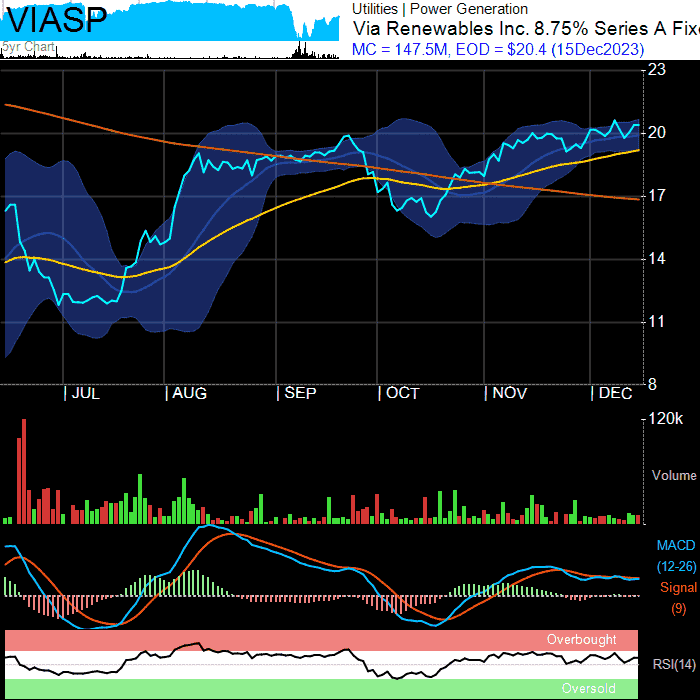 VIASP
5yr Chart
Utilities | Power Generation
Via Renewables Inc. 8.75% Series A Fixe
MC = 147.5M, EOD = $20.4 (15Dec2023)
23
20
17
14
11
8
| JUL | AUG | SEP | OCT | NOV | DEC
120k
Volume
MACD
(12-26)
Signal
(9)
Overbought
RSI(14)
Oversold